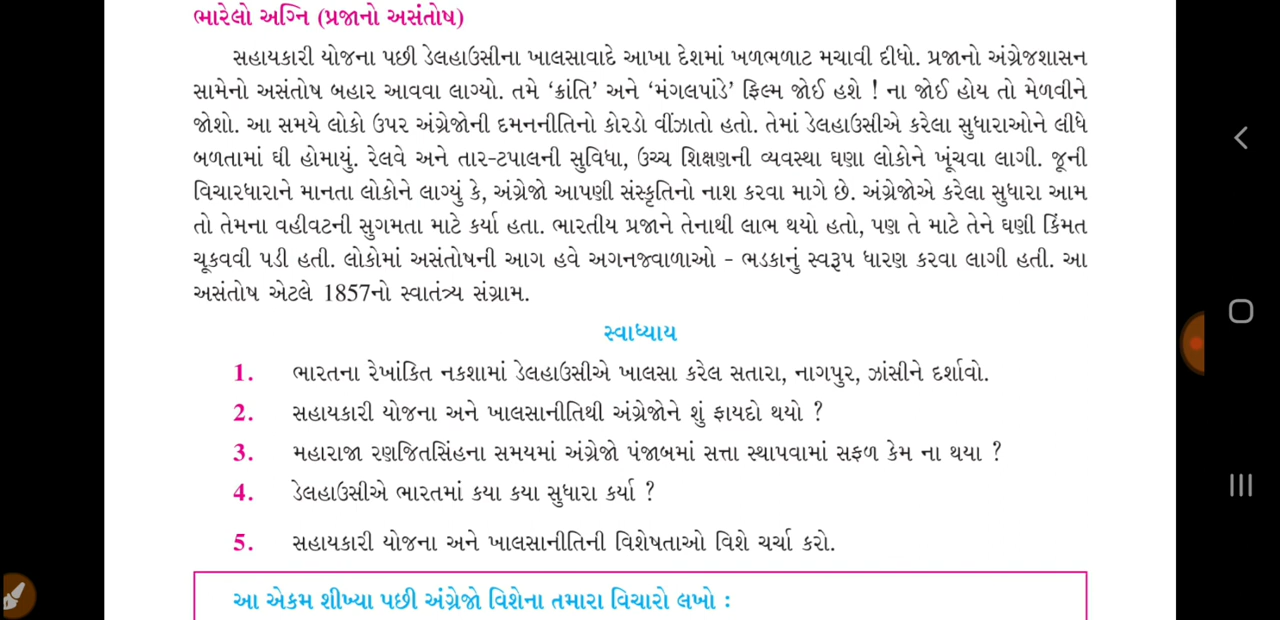 ભારેલો અગ્નિ (પ્રજાનો અસંતોષ)
સહાયકારી યોજના પછી ડેલહાઉસીના ખાલસાવાદે આખા દેશમાં ખળભળાટ મચાવી દીધો. પ્રજાનો અંગ્રેજશાસન
સામેનો અસંતોષ બહાર આવવા લાગ્યો. તમે ‘ક્રાંતિ’ અને ‘મંગલપાંડે’ ફિલ્મ જોઈ હશે ! ના જોઈ હોય તો મેળવીને
જોશો. આ સમયે લોકો ઉપર અંગ્રેજોની દમનનીતિનો કોરડો વીંઝાતો હતો. તેમાં ડેલહાઉસીએ કરેલા સુધારાઓને લીધે
બળતામાં ઘી હોમાયું. રેલવે અને તાર-ટપાલની સુવિધા, ઉચ્ચ શિક્ષણની વ્યવસ્થા ઘણા લોકોને ખૂંચવા લાગી. જૂની
વિચારધારાને માનતા લોકોને લાગ્યું કે, અંગ્રેજો આપણી સંસ્કૃતિનો નાશ કરવા માગે છે. અંગ્રેજોએ કરેલા સુધારા આમ
તો તેમના વહીવટની સુગમતા માટે કર્યા હતા. ભારતીય પ્રજાને તેનાથી લાભ થયો હતો, પણ તે માટે તેને ઘણી કિંમત
ચૂકવવી પડી હતી. લોકોમાં અસંતોષની આગ હવે અગનજ્વાળાઓ - ભડકાનું સ્વરૂપ ધારણ કરવા લાગી હતી. આ
અસંતોષ એટલે 1857નો સ્વાતંત્ર્ય સંગ્રામ.
સ્વાધ્યાય
1. ભારતના રેખાંકિત નકશામાં ડેલહાઉસીએ ખાલસા કરેલ સતારા, નાગપુર, ઝાંસીને દર્શાવો.
2. સહાયકારી યોજના અને ખાલસાનીતિથી અંગ્રેજોને શું ફાયદો થયો ?
3. મહારાજા રણજિતસિંહના સમયમાં અંગ્રેજો પંજાબમાં સત્તા સ્થાપવામાં સફળ કેમ ના થયા ?
4. ડેલહાઉસીએ ભારતમાં કયા કયા સુધારા કર્યા ?
5. સહાયકારી યોજના અને ખાલસાનીતિની વિશેષતાઓ વિશે ચર્ચા કરો.
આ એકમ શીખ્યા પછી અંગ્રેજો વિશેના તમારા વિચારો લખો :